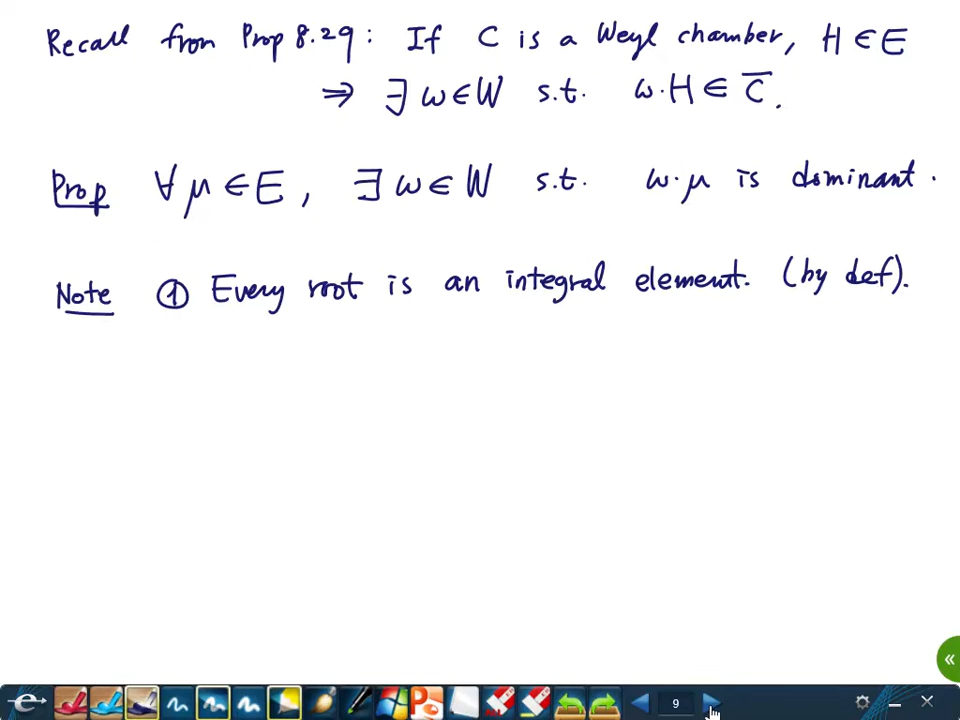 Recall from Prop 8.29 : If C is a Weyl chamber, H ∈ E
⇒ ∃ w ∈ W s.t. w·H ∈ C̅.
Prop ∀ μ ∈ E, ∃ w ∈ W s.t. w·μ is dominant.
Note ① Every root is an integral element. (by def).
9